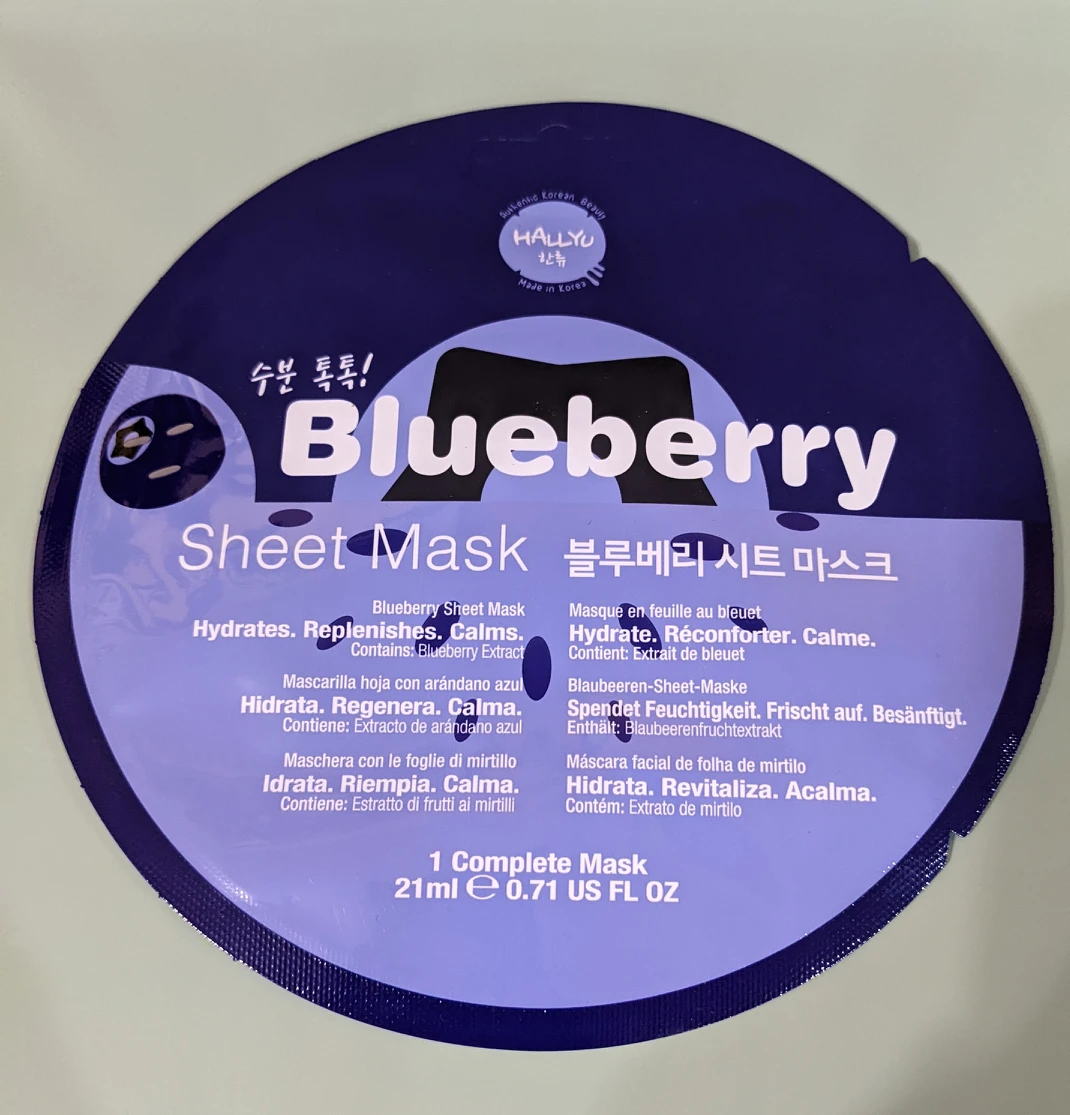 Authentic Korean Beauty
HALLYU
한류
Made in Korea
수분 톡톡!
Blueberry
Sheet Mask 블루베리 시트 마스크
Blueberry Sheet Mask
Hydrates. Replenishes. Calms.
Contains: Blueberry Extract
Masque en feuille au bleuet
Hydrate. Réconforter. Calme.
Contient: Extrait de bleuet
Mascarilla hoja con arándano azul
Hidrata. Regenera. Calma.
Contiene: Extracto de arándano azul
Blaubeeren-Sheet-Maske
Spendet Feuchtigkeit. Frischt auf. Besänftigt.
Enthält: Blaubeerenfruchtextrakt
Maschera con le foglie di mirtillo
Idrata. Riempia. Calma.
Contiene: Estratto di frutti ai mirtilli
Máscara facial de folha de mirtilo
Hidrata. Revitaliza. Acalma.
Contém: Extrato de mirtilo
1 Complete Mask
21ml ℮ 0.71 US FL OZ